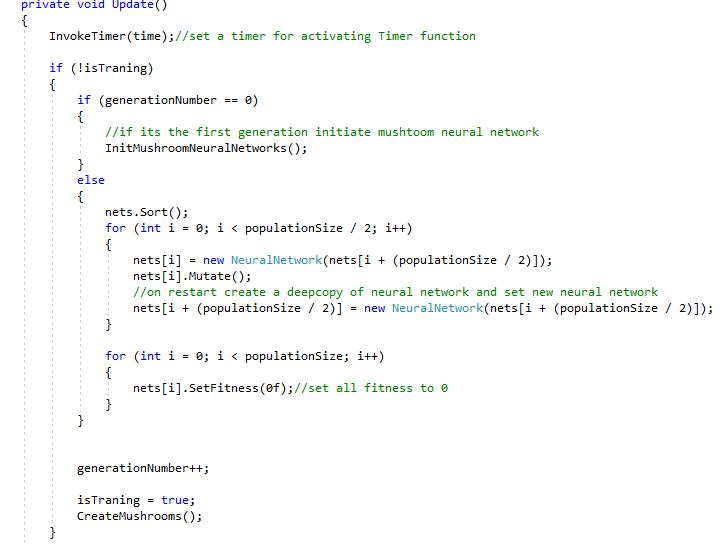 private void Update()
{
InvokeTimer(time);//set a timer for activating Timer function
if (!isTraning)
{
if (generationNumber == 0)
{
//if its the first generation initiate mushtoom neural network
InitMushroomNeuralNetworks();
}
else
{
nets.Sort();
for (int i = 0; i < populationSize / 2; i++)
{
nets[i] = new NeuralNetwork(nets[i + (populationSize / 2)]);
nets[i].Mutate();
//on restart create a deepcopy of neural network and set new neural network
nets[i + (populationSize / 2)] = new NeuralNetwork(nets[i + (populationSize / 2)]);
}
for (int i = 0; i < populationSize; i++)
{
nets[i].SetFitness(0f);//set all fitness to 0
}
}
generationNumber++;
isTraning = true;
CreateMushrooms();
}